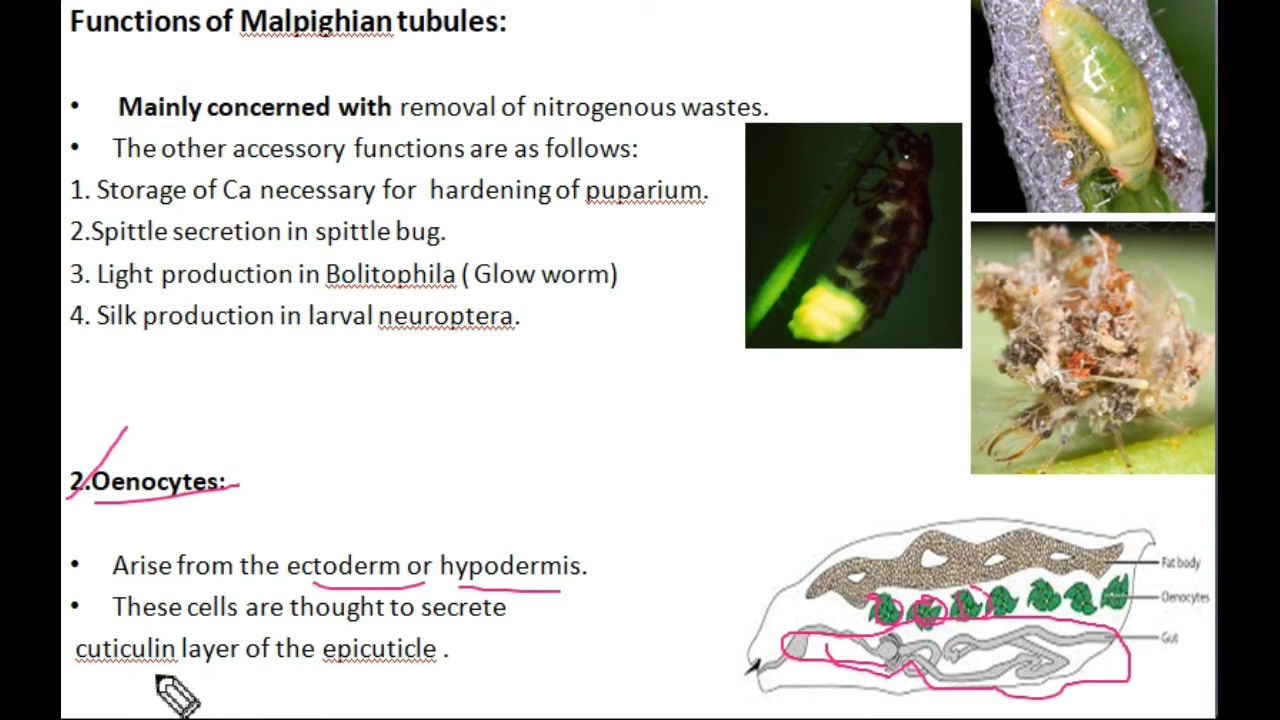 Functions of Malpighian tubules:
• Mainly concerned with removal of nitrogenous wastes.
• The other accessory functions are as follows:
1. Storage of Ca necessary for hardening of puparium.
2.Spittle secretion in spittle bug.
3. Light production in Bolitophila ( Glow worm)
4. Silk production in larval neuroptera.
2.Oenocytes:
• Arise from the ectoderm or hypodermis.
• These cells are thought to secrete
cuticulin layer of the epicuticle .
Fat body
Oenocytes
Gut